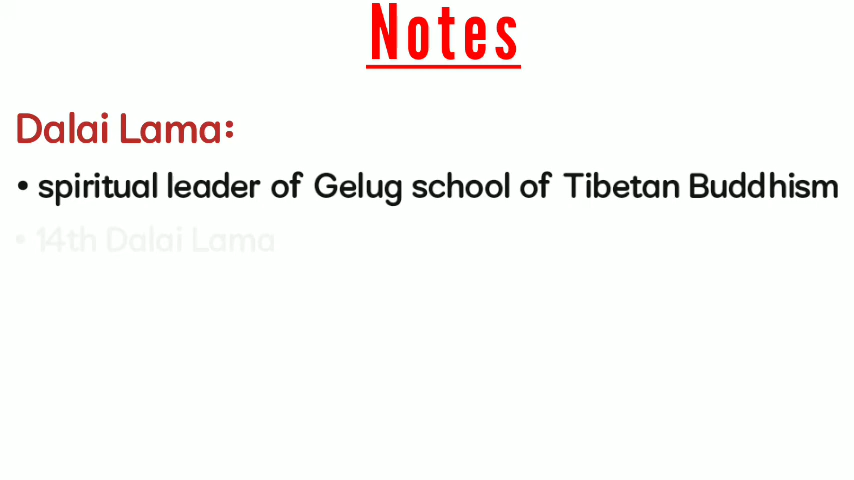 Notes
Dalai Lama:
• spiritual leader of Gelug school of Tibetan Buddhism
• 14th Dalai Lama